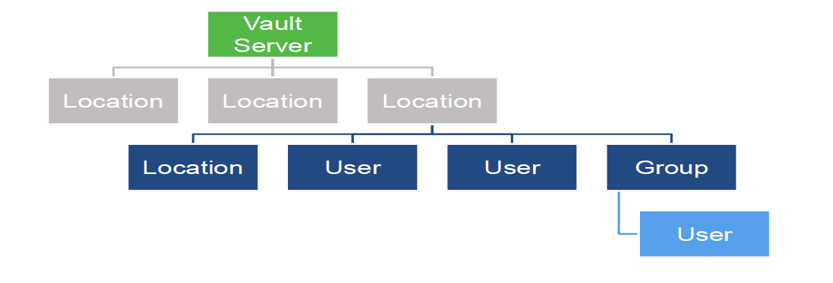 Vault
Server
Location
Location
Location
Location
User
User
Group
User